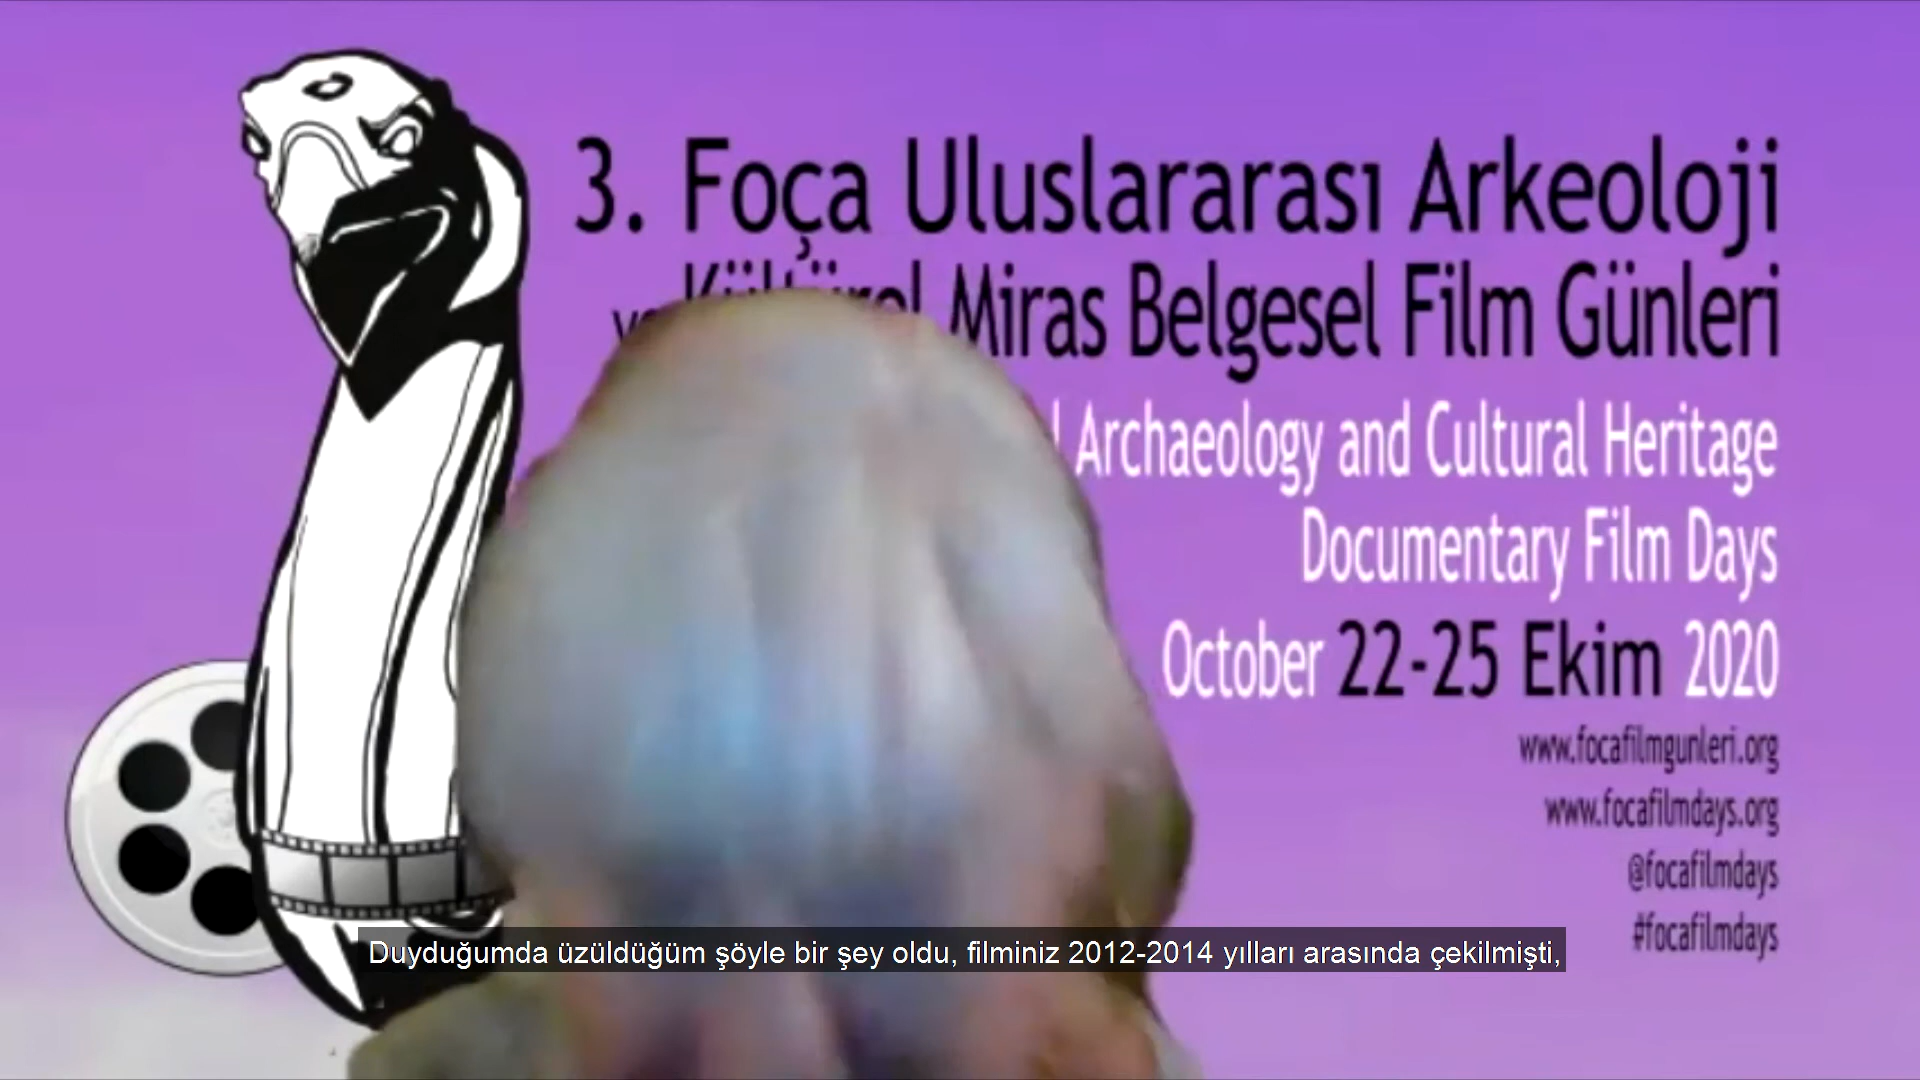 3. Foça Uluslararası Arkeoloji
Miras Belgesel Film Günleri
Archaeology and Cultural Heritage
Documentary Film Days
October 22-25 Ekim 2020
www.focafilmgunleri.org
www.focafilmdays.org
@focafilmdays
#focafilmdays
Duyduğumda üzüldüğüm şöyle bir şey oldu, filminiz 2012-2014 yılları arasında çekilmişti,